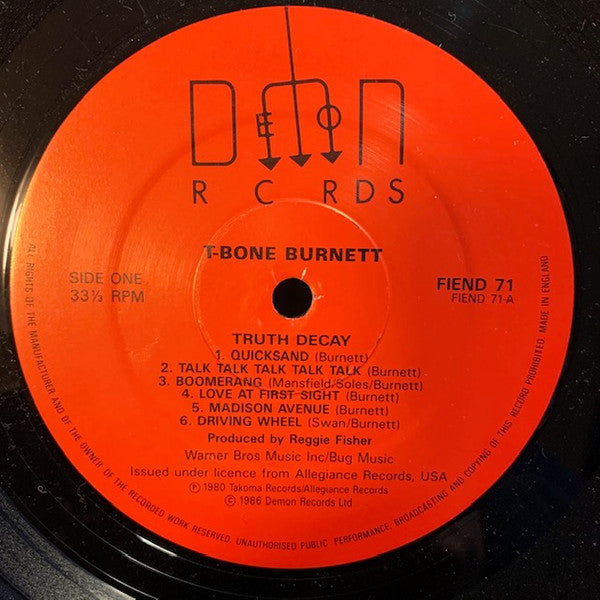 DEMON
RECORDS
T-BONE BURNETT
SIDE ONE
33⅓ RPM
FIEND 71
FIEND 71-A
TRUTH DECAY
1. QUICKSAND (Burnett)
2. TALK TALK TALK TALK TALK (Burnett)
3. BOOMERANG (Mansfield/Soles/Burnett)
4. LOVE AT FIRST SIGHT (Burnett)
5. MADISON AVENUE (Burnett)
6. DRIVING WHEEL (Swan/Burnett)
Produced by Reggie Fisher
Warner Bros Music Inc/Bug Music
Issued under licence from Allegiance Records, USA
Ⓟ 1980 Takoma Records/Allegiance Records
© 1986 Demon Records Ltd
ALL RIGHTS OF THE MANUFACTURER AND OF THE OWNER OF THE RECORDED WORK RESERVED. UNAUTHORISED PUBLIC PERFORMANCE, BROADCASTING AND COPYING OF THIS RECORD PROHIBITED. MADE IN ENGLAND